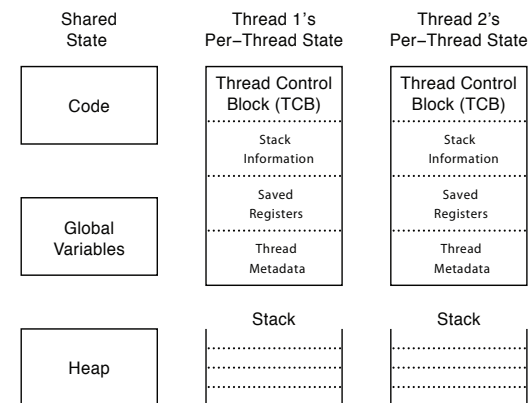 Shared
State
Thread 1's
Per–Thread State
Thread 2's
Per–Thread State
Code
Global
Variables
Heap
Thread Control
Block (TCB)
Stack
Information
Saved
Registers
Thread
Metadata
Stack
Thread Control
Block (TCB)
Stack
Information
Saved
Registers
Thread
Metadata
Stack